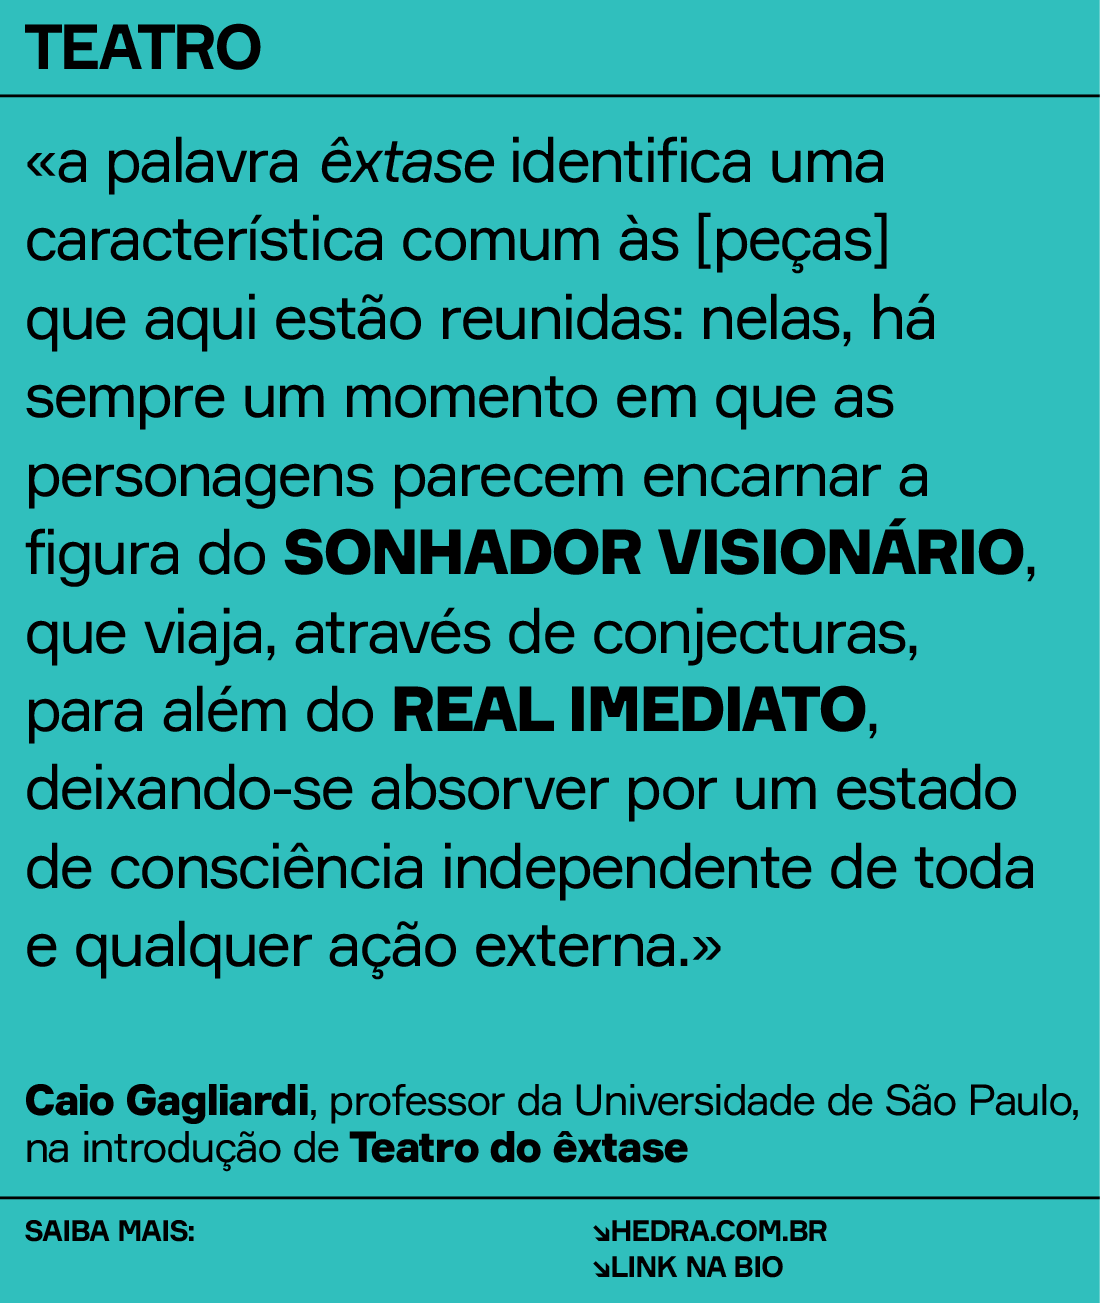 TEATRO
«a palavra êxtase identifica uma
característica comum às [peças]
que aqui estão reunidas: nelas, há
sempre um momento em que as
personagens parecem encarnar a
figura do SONHADOR VISIONÁRIO,
que viaja, através de conjecturas,
para além do REAL IMEDIATO,
deixando-se absorver por um estado
de consciência independente de toda
e qualquer ação externa.»
Caio Gagliardi, professor da Universidade de São Paulo,
na introdução de Teatro do êxtase
SAIBA MAIS:
↘HEDRA.COM.BR
↘LINK NA BIO